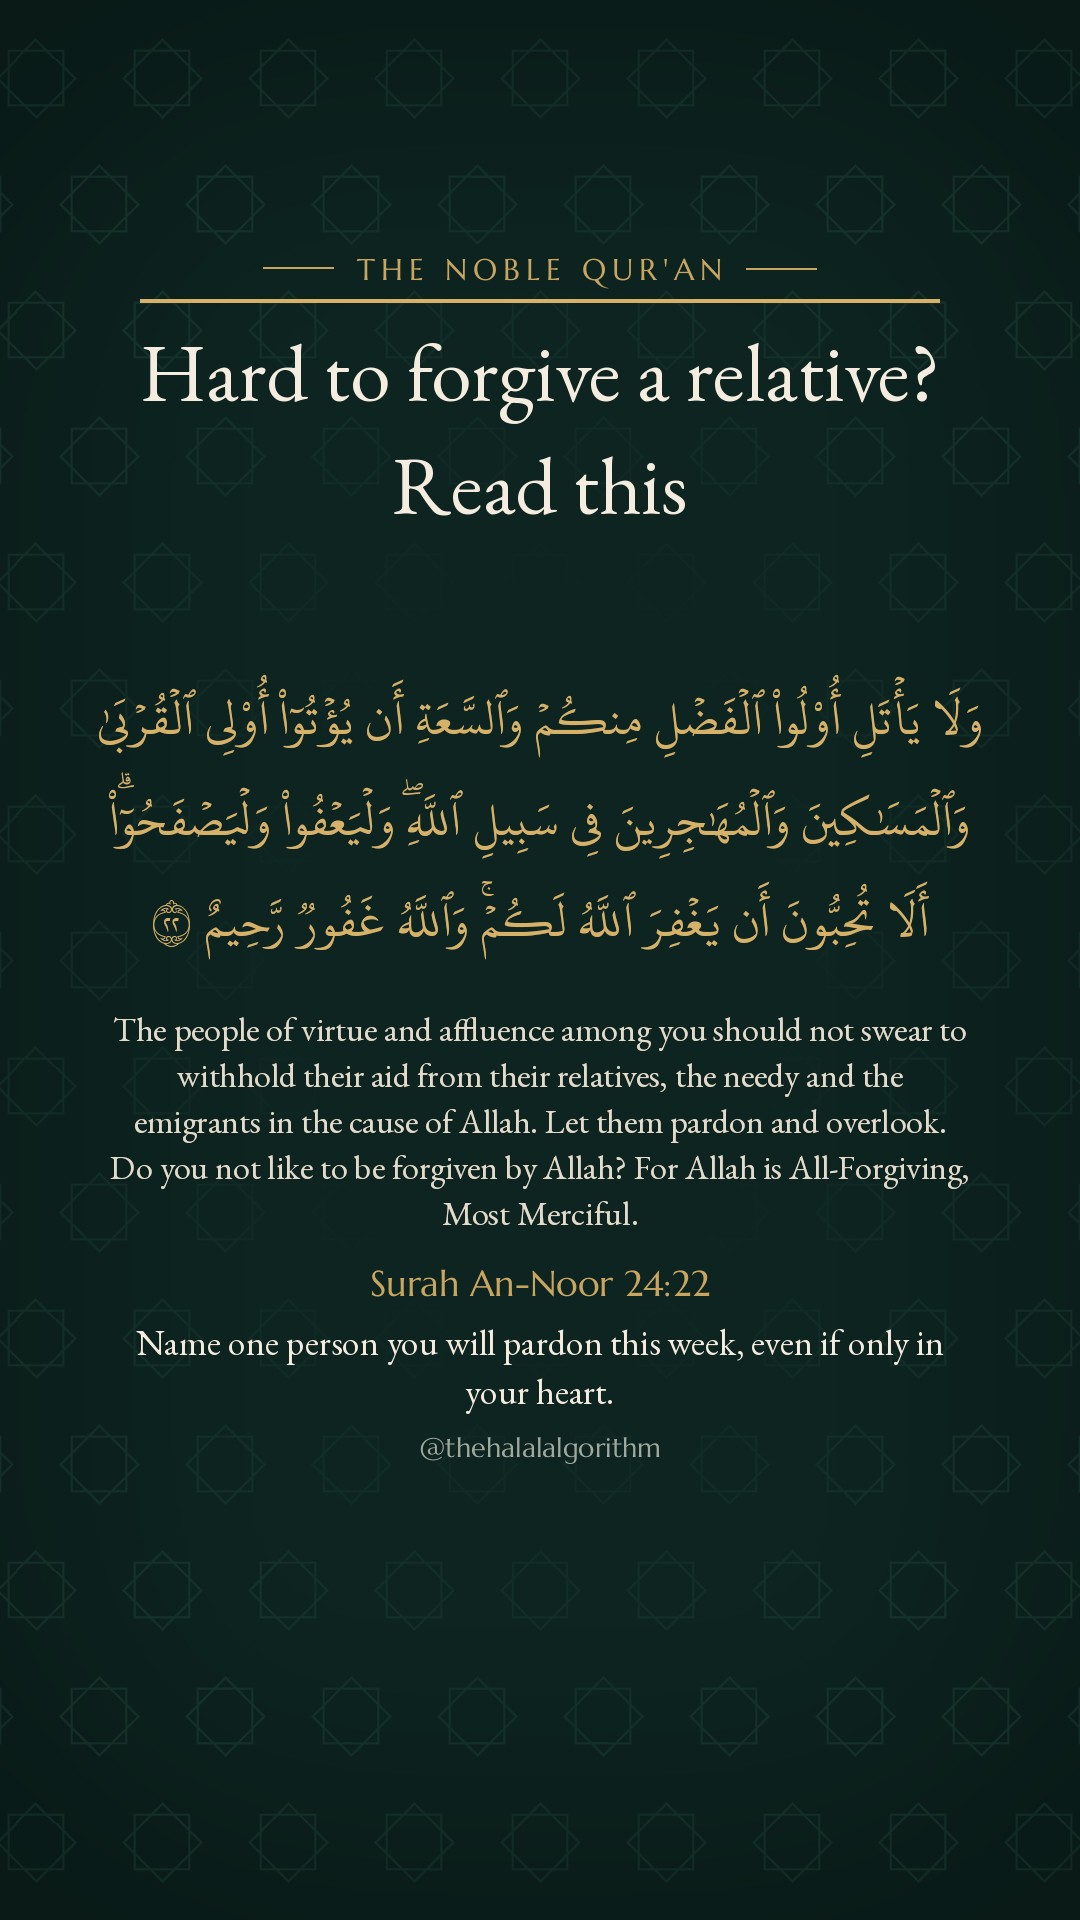 THE NOBLE QUR'AN
Hard to forgive a relative?
Read this
وَلَا يَأۡتَلِ أُوْلُواْ ٱلۡفَضۡلِ مِنكُمۡ وَٱلسَّعَةِ أَن يُؤۡتُوٓاْ أُوْلِي ٱلۡقُرۡبَىٰ
وَٱلۡمَسَٰكِينَ وَٱلۡمُهَٰجِرِينَ فِي سَبِيلِ ٱللَّهِۖ وَلۡيَعۡفُواْ وَلۡيَصۡفَحُوٓاْۗ
أَلَا تُحِبُّونَ أَن يَغۡفِرَ ٱللَّهُ لَكُمۡۚ وَٱللَّهُ غَفُورٞ رَّحِيمٌ ٢٢
The people of virtue and affluence among you should not swear to
withhold their aid from their relatives, the needy and the
emigrants in the cause of Allah. Let them pardon and overlook.
Do you not like to be forgiven by Allah? For Allah is All-Forgiving,
Most Merciful.
Surah An-Noor 24:22
Name one person you will pardon this week, even if only in
your heart.
@thehalalalgorithm